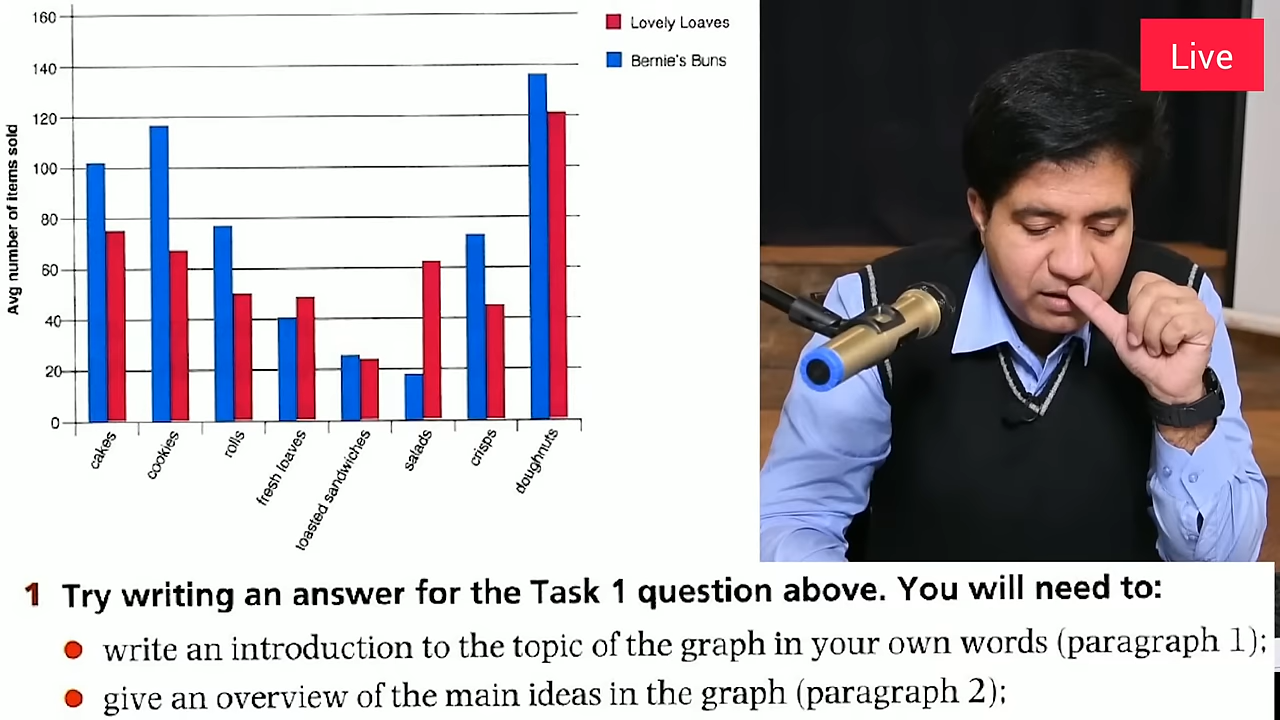 160
140
120
100
80
60
40
20
0
Avg number of items sold
cakes
cookies
rolls
fresh loaves
toasted sandwiches
salads
crisps
doughnuts
Lovely Loaves
Bernie's Buns
Live
1 Try writing an answer for the Task 1 question above. You will need to:
write an introduction to the topic of the graph in your own words (paragraph 1);
give an overview of the main ideas in the graph (paragraph 2);